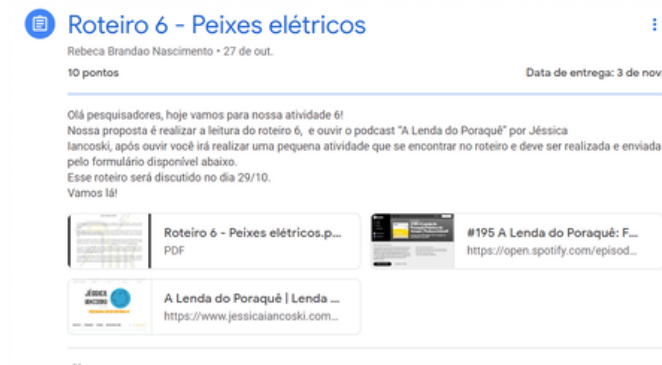 Roteiro 6 - Peixes elétricos
Rebeca Brandao Nascimento • 27 de out.
10 pontos
Data de entrega: 3 de nov.
Olá pesquisadores, hoje vamos para nossa atividade 6!
Nossa proposta é realizar a leitura do roteiro 6, e ouvir o podcast "A Lenda do Poraquê" por Jéssica
Iancoski, após ouvir você irá realizar uma pequena atividade que se encontrar no roteiro e deve ser realizada e enviada
pelo formulário disponível abaixo.
Esse roteiro será discutido no dia 29/10.
Vamos lá!
Roteiro 6 - Peixes elétricos.p...
PDF
#195 A Lenda do Poraquê: F...
https://open.spotify.com/episod...
JÉSSICA
IANCOSKI
A Lenda do Poraquê | Lenda ...
https://www.jessicaiancoski.com...